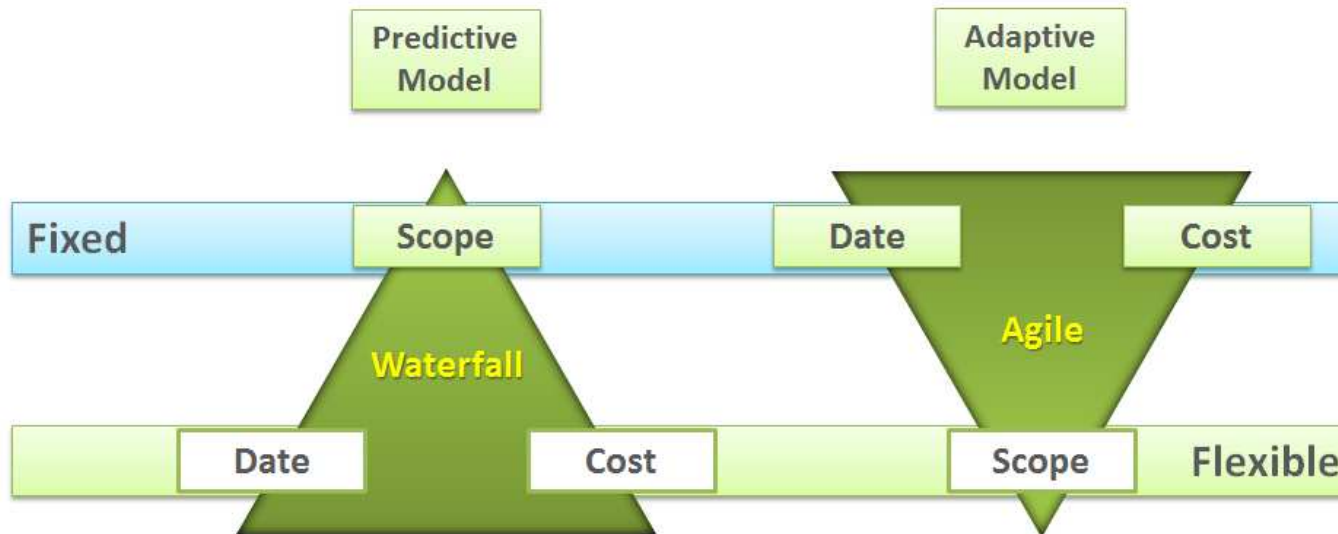 Predictive
Model
Adaptive
Model
Fixed
Scope
Date
Cost
Waterfall
Agile
Date
Cost
Scope
Flexible